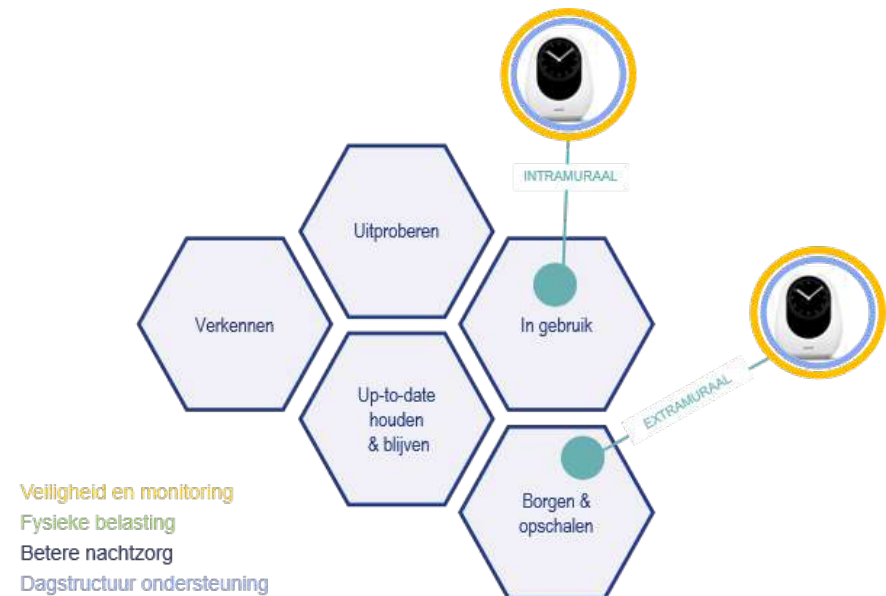 INTRAMURAAL
Uitproberen
Verkennen
In gebruik
Up-to-date
houden
& blijven
EXTRAMURAAL
Borgen &
opschalen
Veiligheid en monitoring
Fysieke belasting
Betere nachtzorg
Dagstructuur ondersteuning